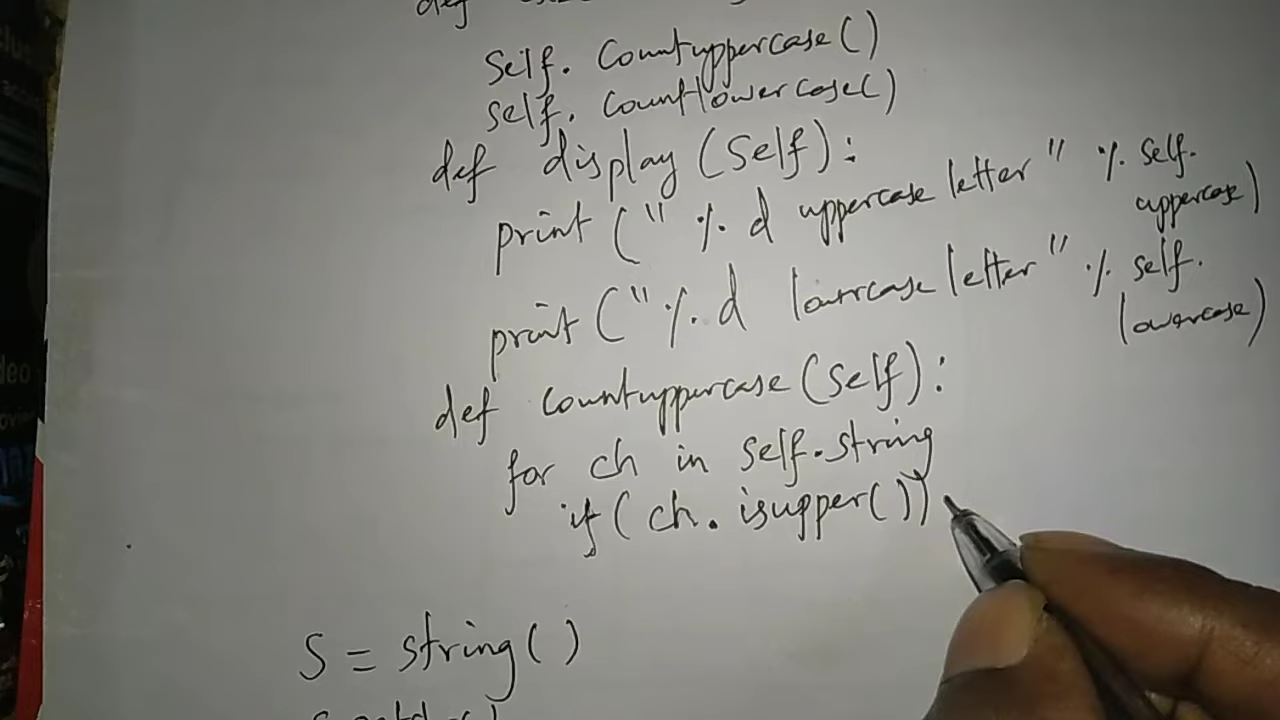 def
Self. Countuppercase()
self. Countlowercase()
def display (Self):
print ("%d uppercase letter" % Self.
uppercase)
print ("%.d lowercase letter" % self.
lowercase)
def countuppercase (Self):
for ch in self.string
if (ch. isupper())
S = string()